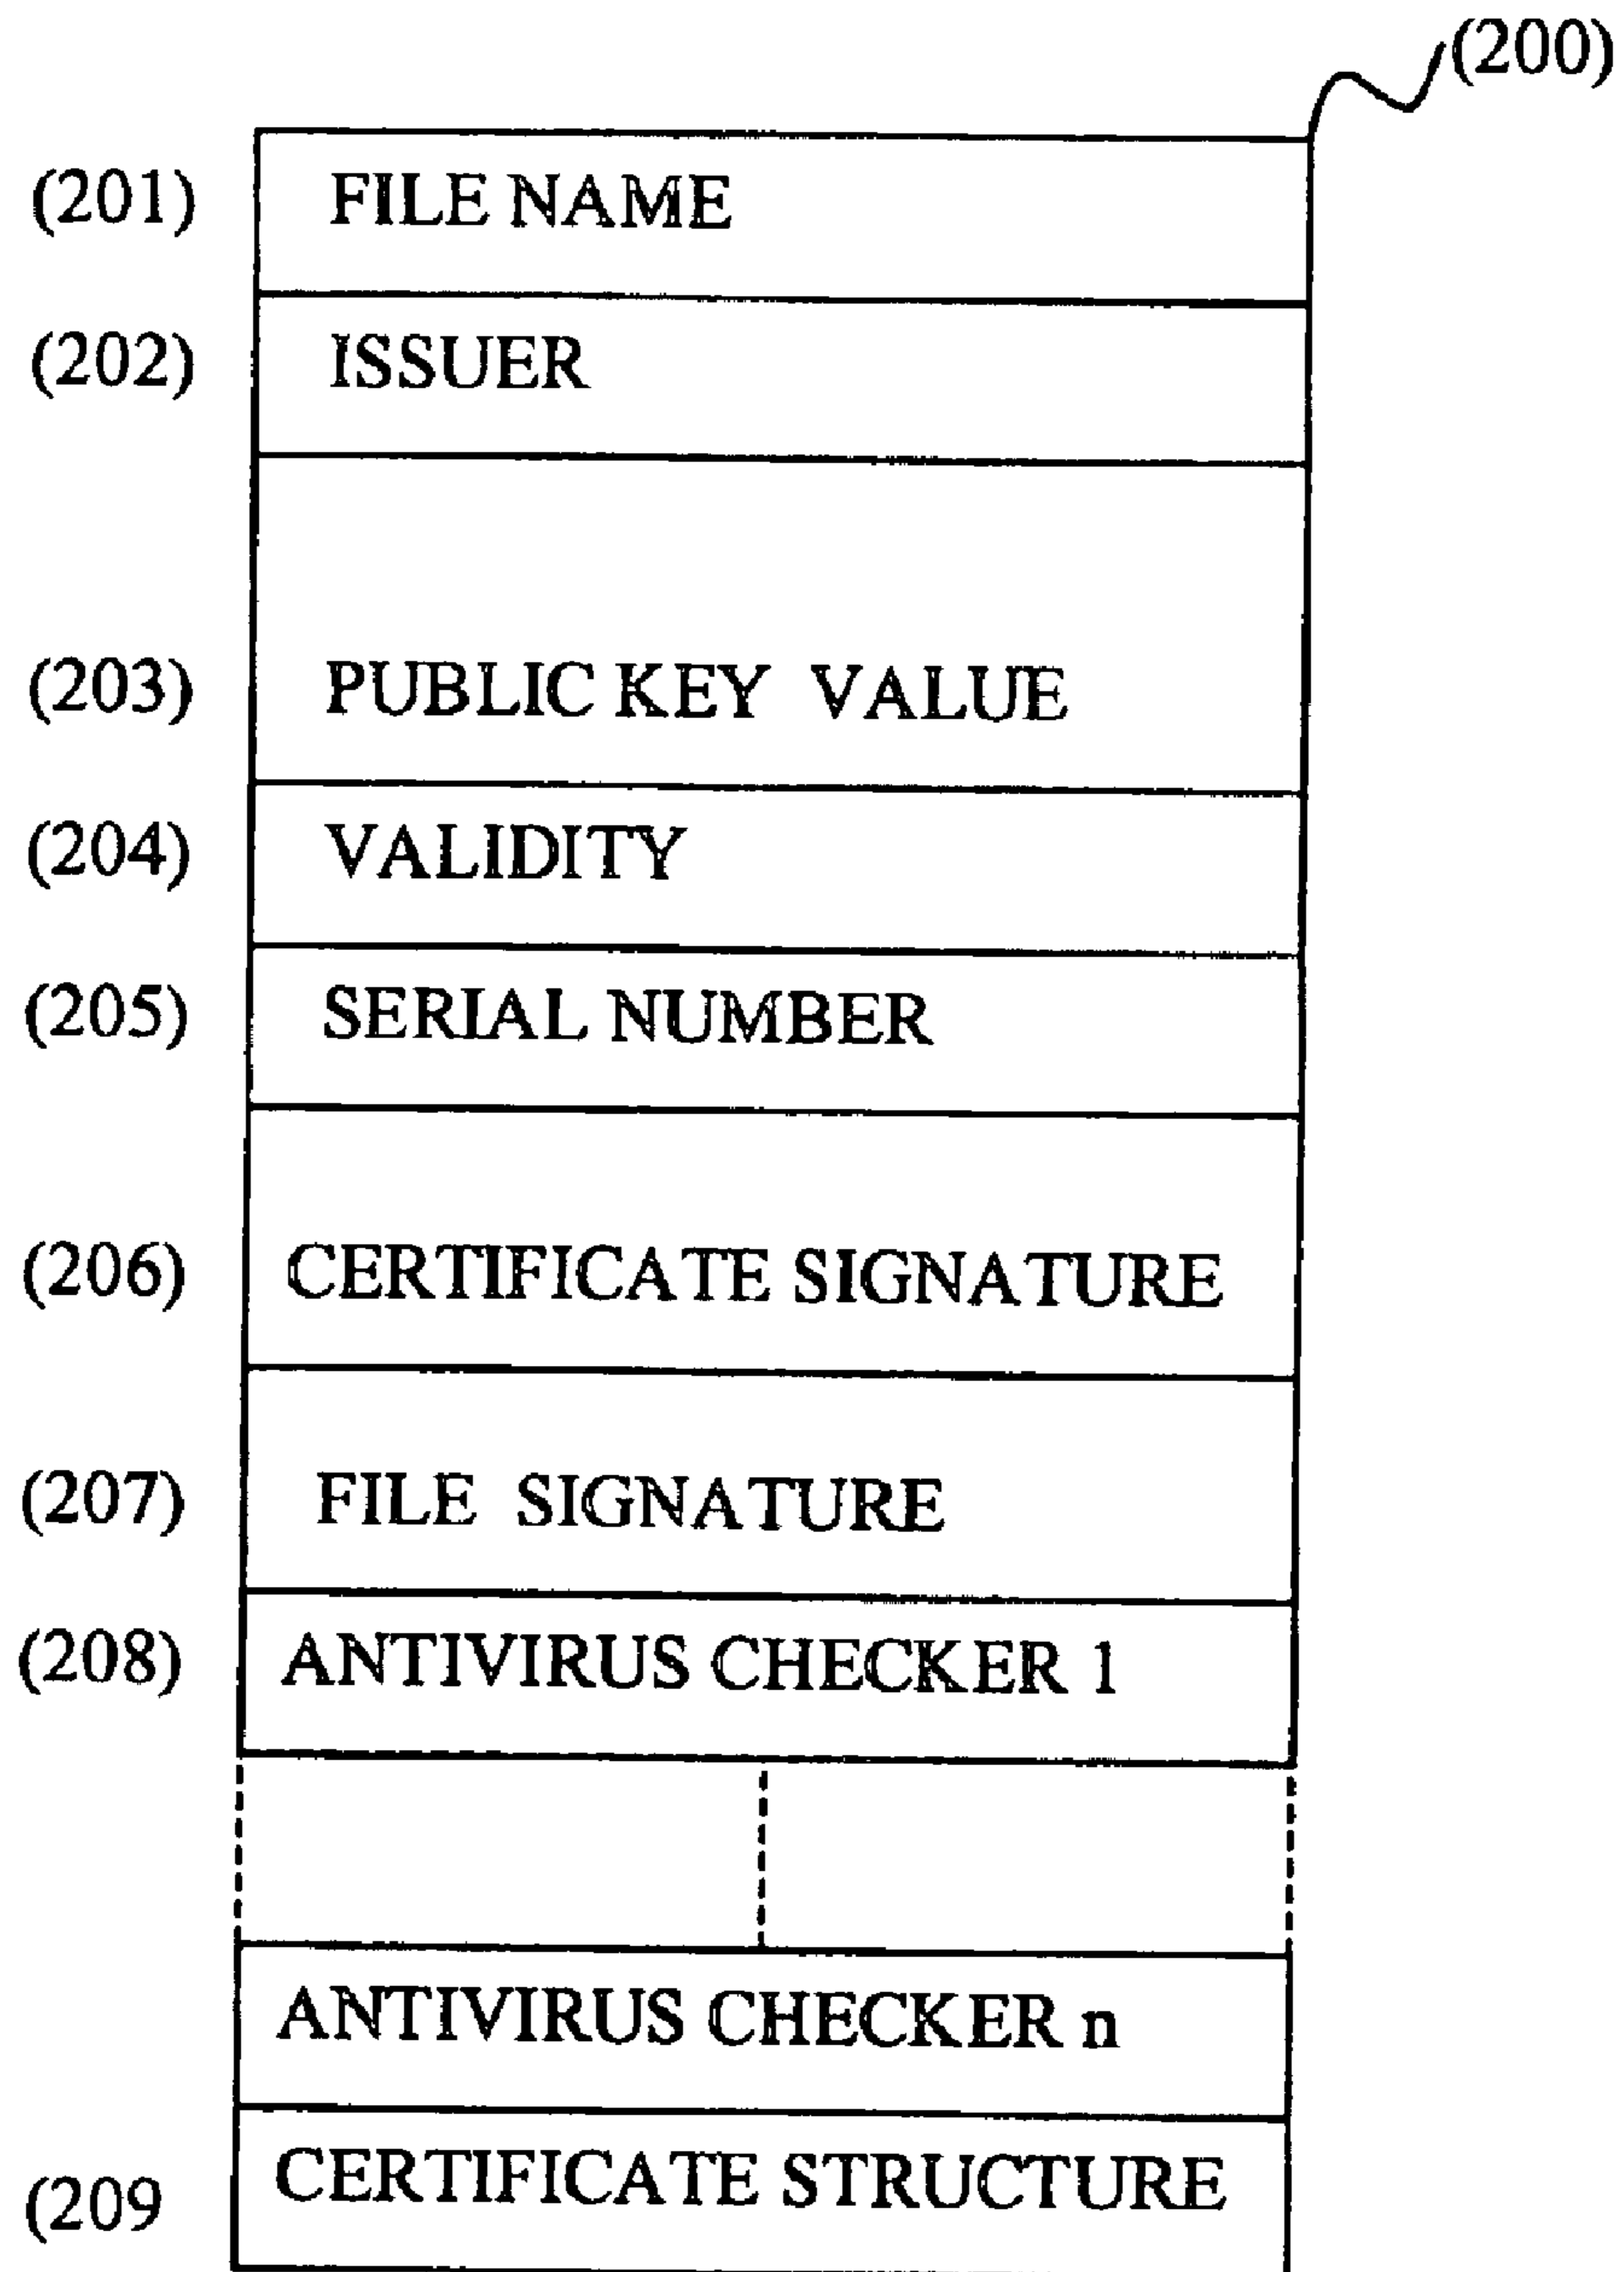 (200)
(201) FILE NAME
(202) ISSUER
(203) PUBLIC KEY VALUE
(204) VALIDITY
(205) SERIAL NUMBER
(206) CERTIFICATE SIGNATURE
(207) FILE SIGNATURE
(208) ANTIVIRUS CHECKER 1
ANTIVIRUS CHECKER n
(209 CERTIFICATE STRUCTURE